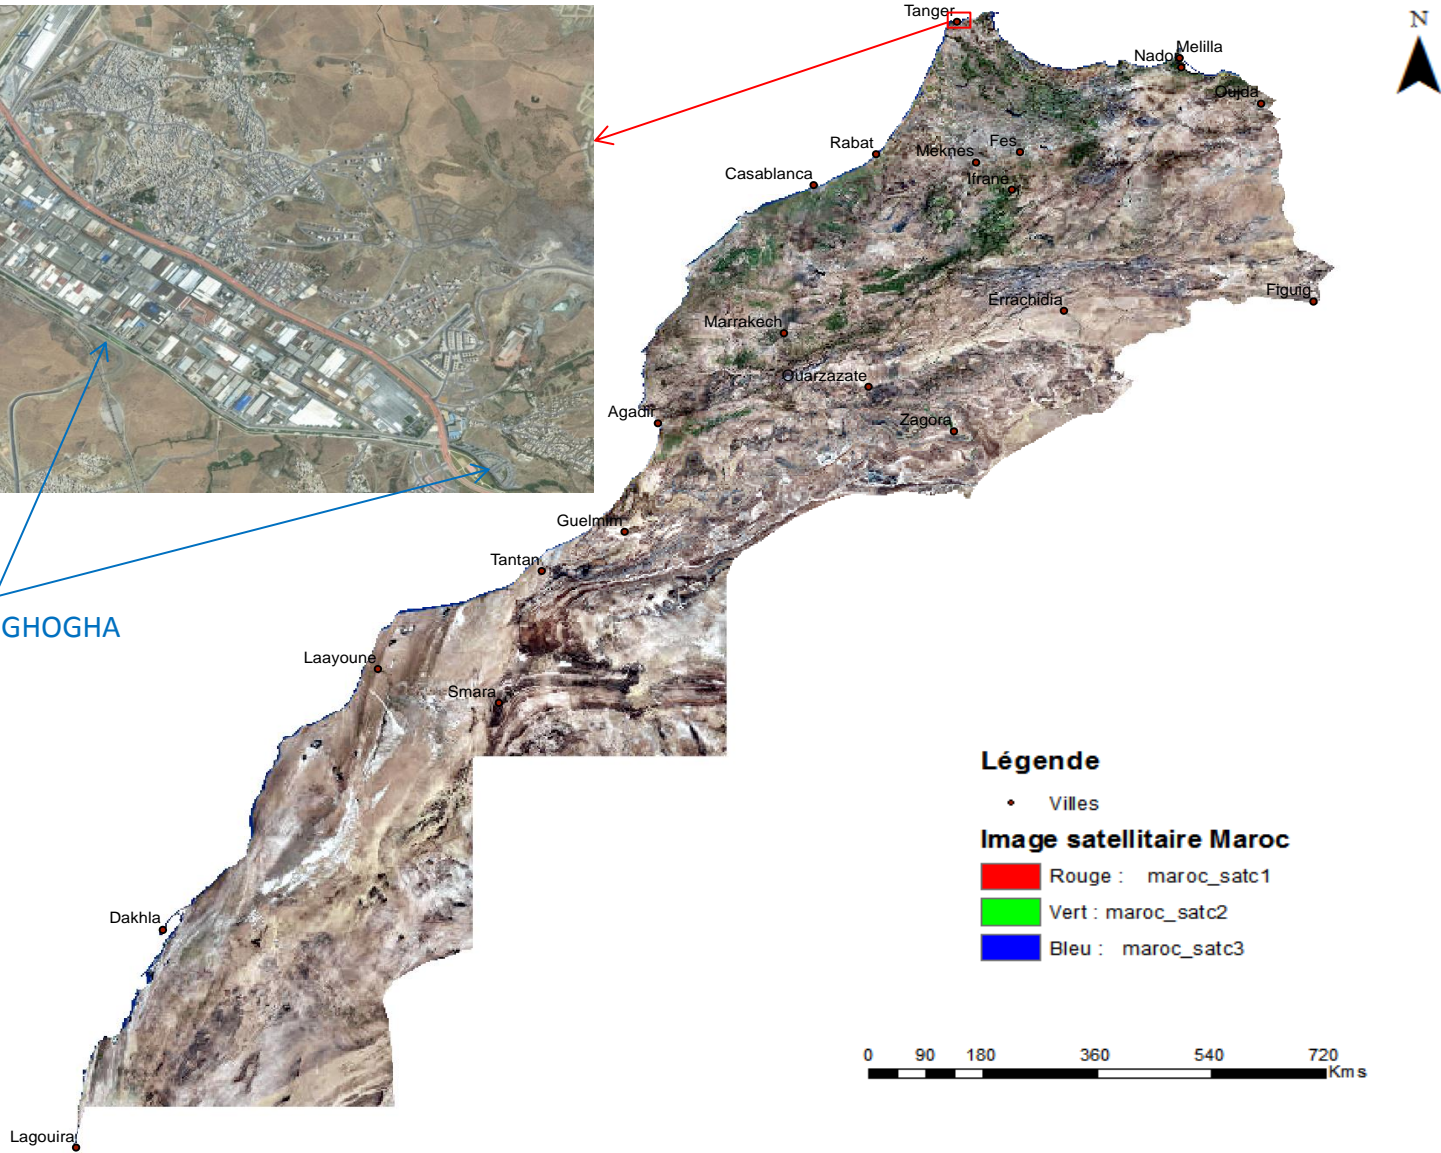 Tanger
N
Melilla
Nador
Oujda
Rabat
Fes
Meknes
Casablanca
Ifrane
Figuig
Errachidia
Marrakech
Ouarzazate
Agadir
Zagora
Guelmim
Tantan
GHOGHA
Laayoune
Smara
Légende
Villes
Image satellitaire Maroc
Rouge : maroc_satc1
Vert : maroc_satc2
Bleu : maroc_satc3
Dakhla
0 90 180 360 540 720
Kms
Lagouira